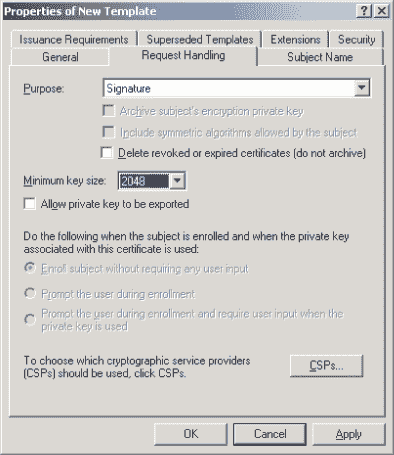 Properties of New Template
Issuance Requirements Superseded Templates Extensions Security
General Request Handling Subject Name
Purpose: Signature
Archive subject's encryption private key
Include symmetric algorithms allowed by the subject
Delete revoked or expired certificates (do not archive)
Minimum key size: 2048
Allow private key to be exported
Do the following when the subject is enrolled and when the private key
associated with this certificate is used:
Enroll subject without requiring any user input
Prompt the user during enrollment
Prompt the user during enrollment and require user input when the
private key is used
To choose which cryptographic service providers
(CSPs) should be used, click CSPs.
CSPs...
OK Cancel Apply